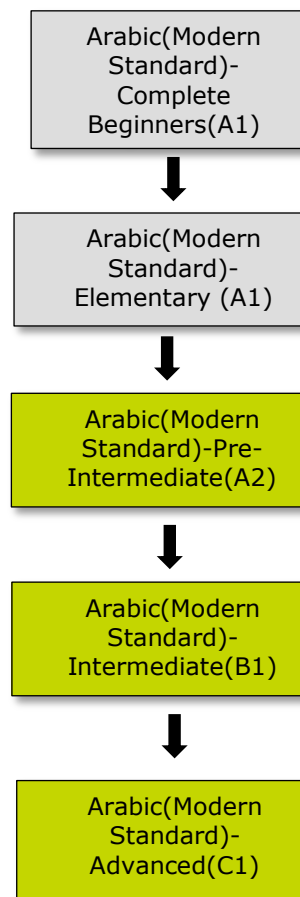 Arabic(Modern
Standard)-
Complete
Beginners(A1)
Arabic(Modern
Standard)-
Elementary (A1)
Arabic(Modern
Standard)-Pre-
Intermediate(A2)
Arabic(Modern
Standard)-
Intermediate(B1)
Arabic(Modern
Standard)-
Advanced(C1)